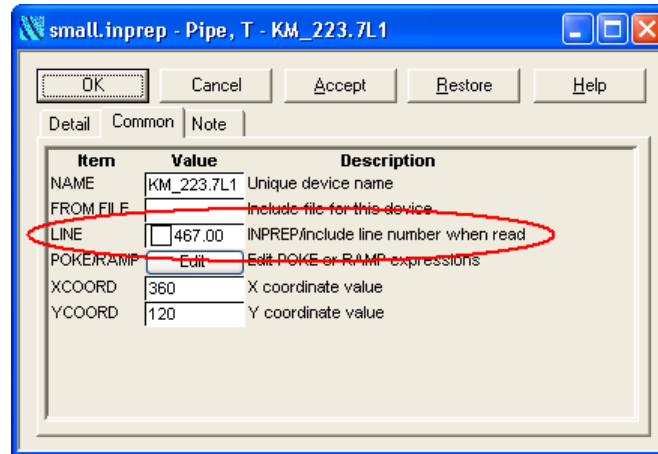 small.inprep - Pipe, T - KM_223.7L1
OK Cancel Accept Restore Help
Detail Common Note
Item Value Description
NAME KM_223.7L1 Unique device name
FROM FILE Include file for this device
LINE 467.00 INPREP/include line number when read
POKE/RAMP Edit Edit POKE or RAMP expressions
XCOORD 360 X coordinate value
YCOORD 120 Y coordinate value